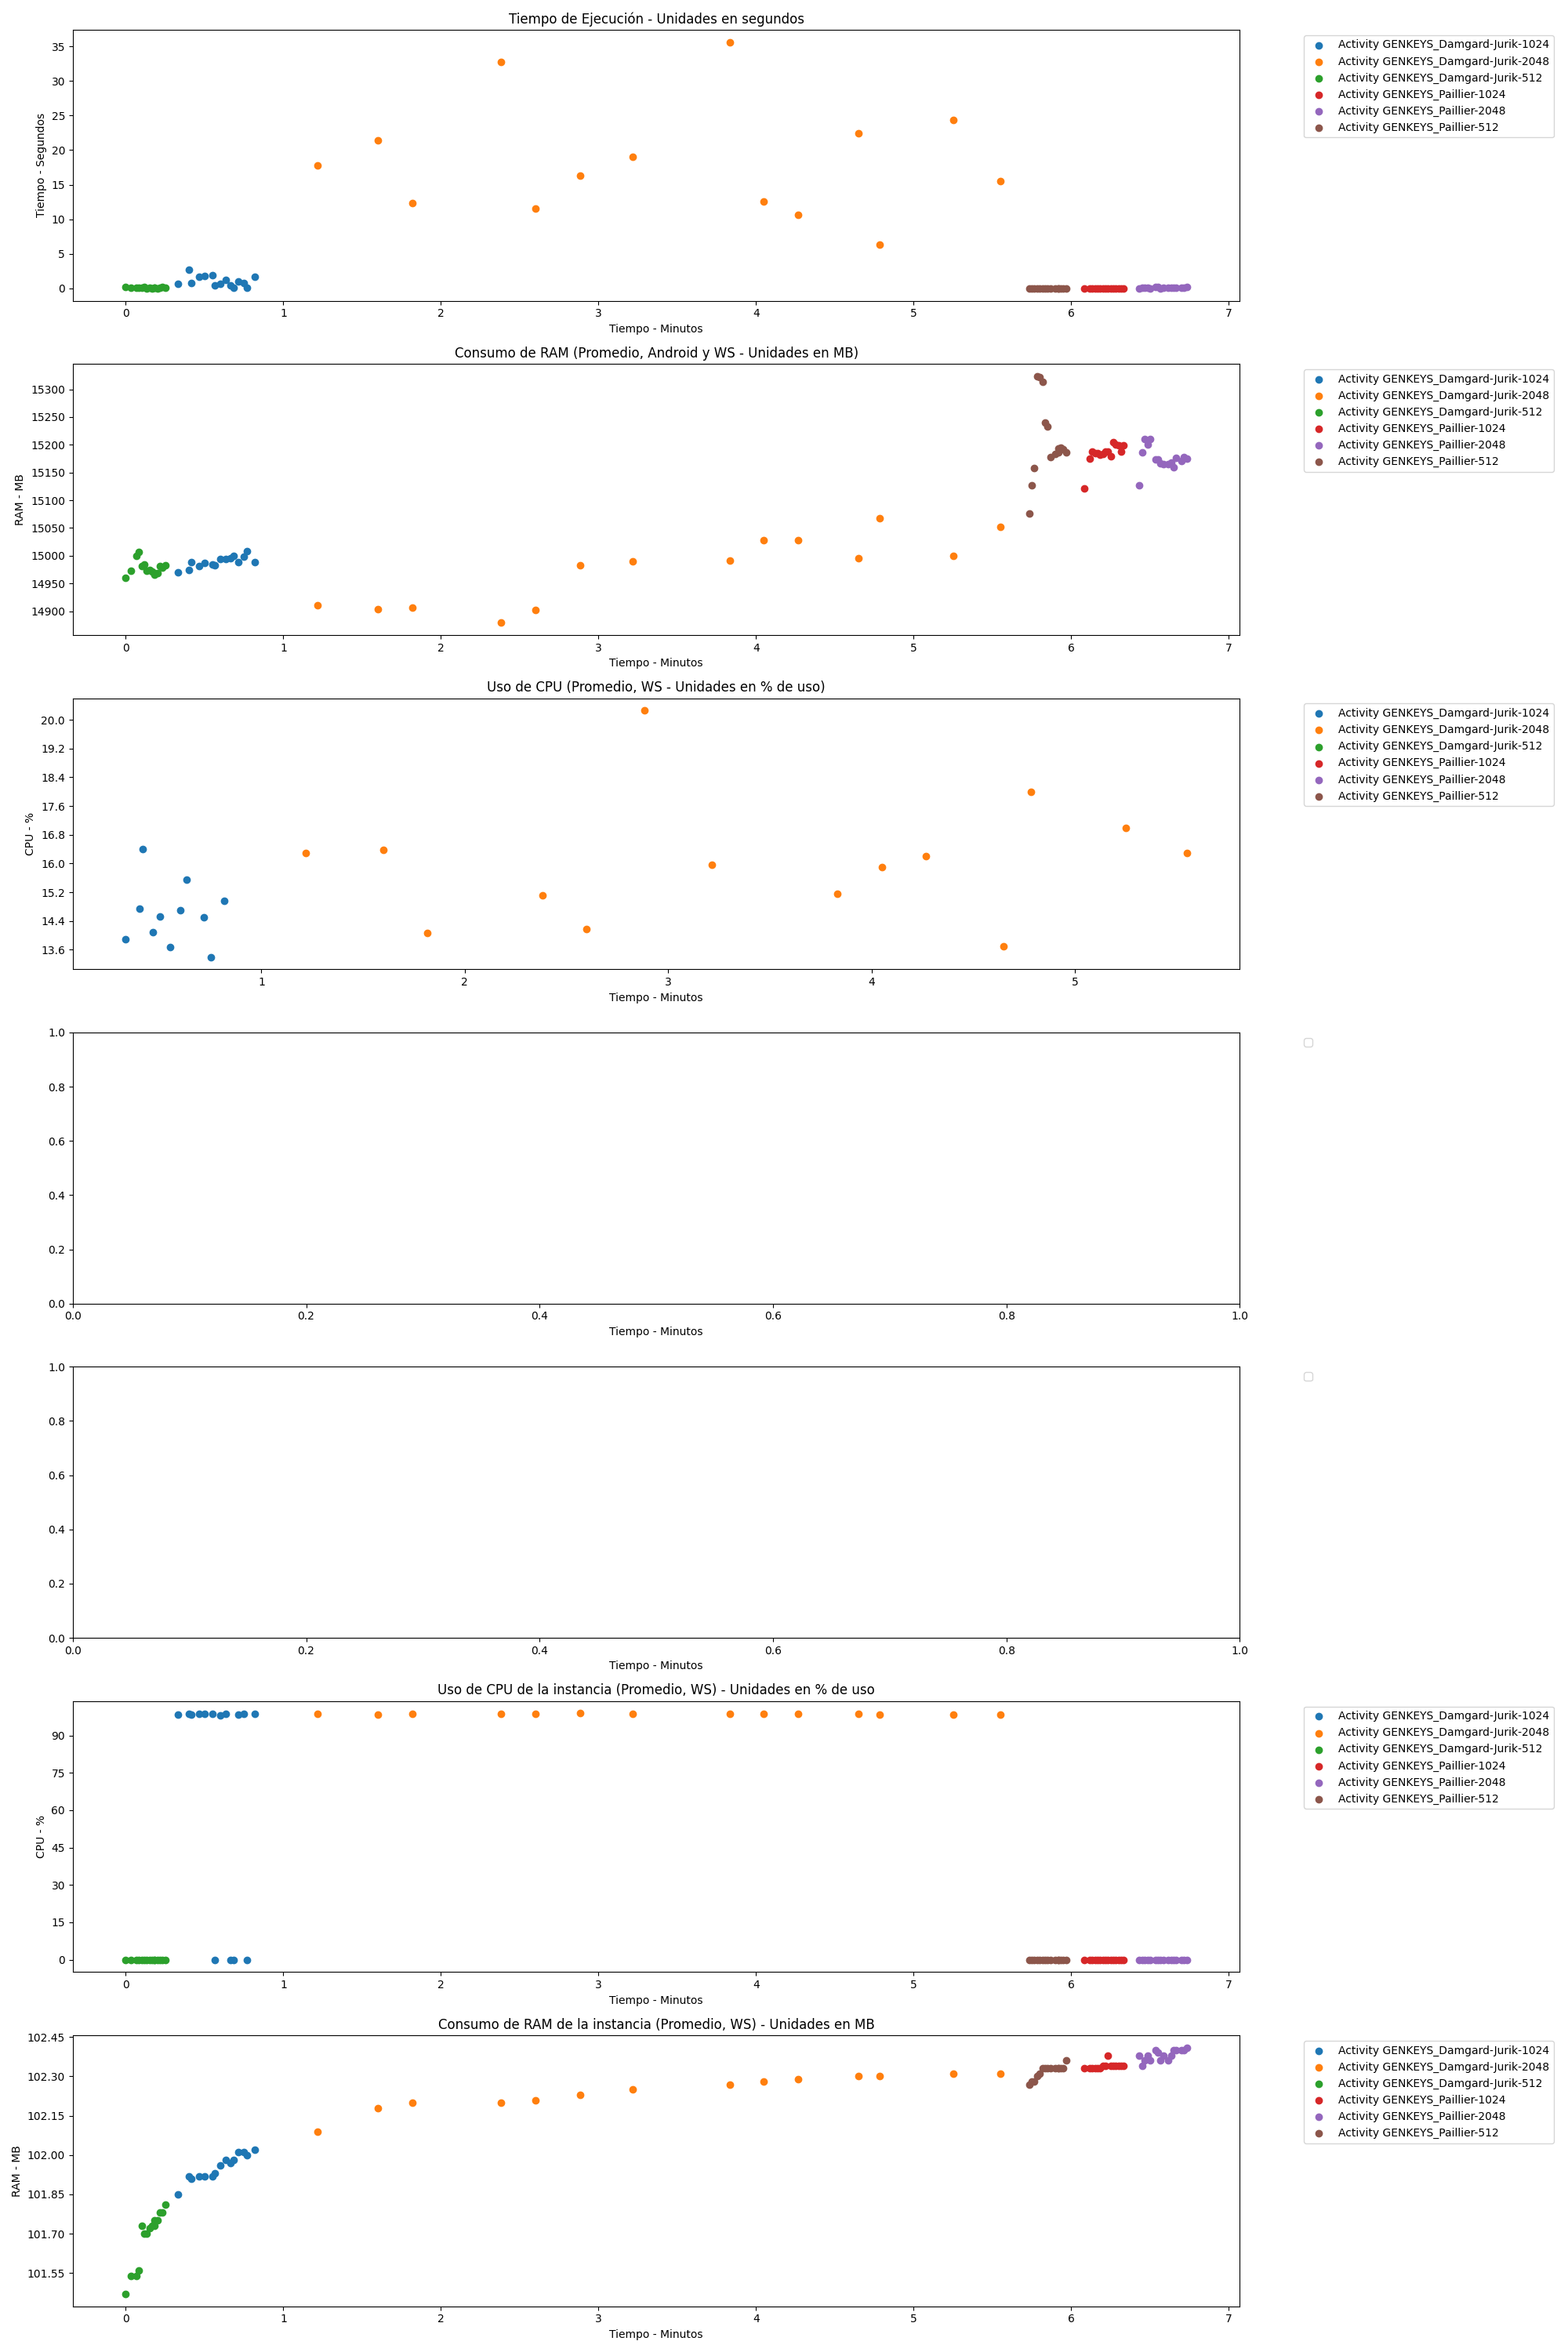 Tiempo de Ejecución - Unidades en segundos
35
30
25
20
15
10
5
0
Tiempo - Segundos
0 1 2 3 4 5 6 7
Tiempo - Minutos
Activity GENKEYS_Damgard-Jurik-1024
Activity GENKEYS_Damgard-Jurik-2048
Activity GENKEYS_Damgard-Jurik-512
Activity GENKEYS_Paillier-1024
Activity GENKEYS_Paillier-2048
Activity GENKEYS_Paillier-512
Consumo de RAM (Promedio, Android y WS - Unidades en MB)
15300
15250
15200
15150
15100
15050
15000
14950
14900
RAM - MB
0 1 2 3 4 5 6 7
Tiempo - Minutos
Activity GENKEYS_Damgard-Jurik-1024
Activity GENKEYS_Damgard-Jurik-2048
Activity GENKEYS_Damgard-Jurik-512
Activity GENKEYS_Paillier-1024
Activity GENKEYS_Paillier-2048
Activity GENKEYS_Paillier-512
Uso de CPU (Promedio, WS - Unidades en % de uso)
20.0
19.2
18.4
17.6
16.8
16.0
15.2
14.4
13.6
CPU - %
1 2 3 4 5
Tiempo - Minutos
Activity GENKEYS_Damgard-Jurik-1024
Activity GENKEYS_Damgard-Jurik-2048
Activity GENKEYS_Damgard-Jurik-512
Activity GENKEYS_Paillier-1024
Activity GENKEYS_Paillier-2048
Activity GENKEYS_Paillier-512
1.0
0.8
0.6
0.4
0.2
0.0
0.0 0.2 0.4 0.6 0.8 1.0
Tiempo - Minutos
1.0
0.8
0.6
0.4
0.2
0.0
0.0 0.2 0.4 0.6 0.8 1.0
Tiempo - Minutos
Uso de CPU de la instancia (Promedio, WS) - Unidades en % de uso
90
75
60
45
30
15
0
CPU - %
0 1 2 3 4 5 6 7
Tiempo - Minutos
Activity GENKEYS_Damgard-Jurik-1024
Activity GENKEYS_Damgard-Jurik-2048
Activity GENKEYS_Damgard-Jurik-512
Activity GENKEYS_Paillier-1024
Activity GENKEYS_Paillier-2048
Activity GENKEYS_Paillier-512
Consumo de RAM de la instancia (Promedio, WS) - Unidades en MB
102.45
102.30
102.15
102.00
101.85
101.70
101.55
RAM - MB
0 1 2 3 4 5 6 7
Tiempo - Minutos
Activity GENKEYS_Damgard-Jurik-1024
Activity GENKEYS_Damgard-Jurik-2048
Activity GENKEYS_Damgard-Jurik-512
Activity GENKEYS_Paillier-1024
Activity GENKEYS_Paillier-2048
Activity GENKEYS_Paillier-512